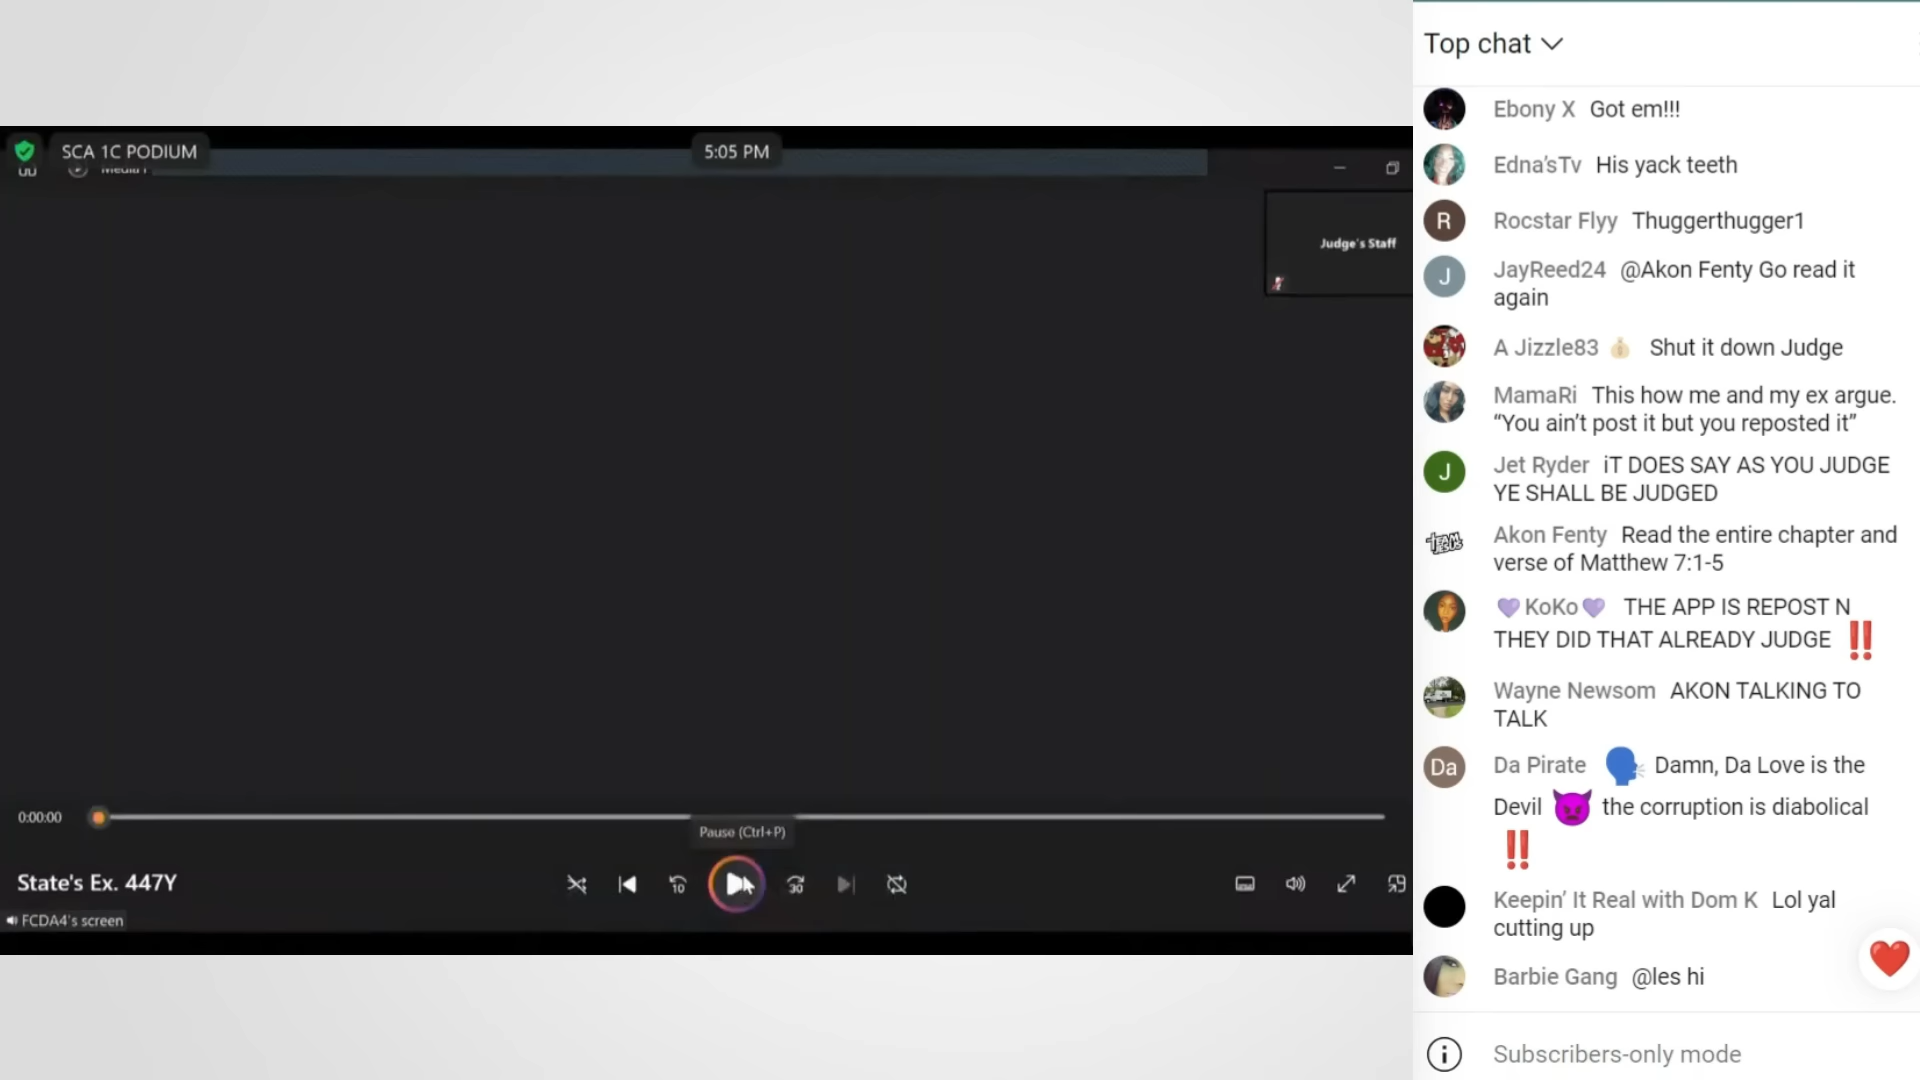 SCA 1C PODIUM
5:05 PM
Judge's Staff
0:00:00
Pause (Ctrl+P)
State's Ex. 447Y
10
30
FCDA4's screen
Top chat
Ebony X Got em!!!
Edna’sTv His yack teeth
R
Rocstar Flyy Thuggerthugger1
J
JayReed24 @Akon Fenty Go read it
again
A Jizzle83 Shut it down Judge
MamaRi This how me and my ex argue.
“You ain’t post it but you reposted it”
J
Jet Ryder iT DOES SAY AS YOU JUDGE
YE SHALL BE JUDGED
TEAM
JESUS
Akon Fenty Read the entire chapter and
verse of Matthew 7:1-5
💜KoKo💜 THE APP IS REPOST N
THEY DID THAT ALREADY JUDGE ‼️
Wayne Newsom AKON TALKING TO
TALK
Da
Da Pirate 🗣️ Damn, Da Love is the
Devil 👿 the corruption is diabolical
‼️
Keepin’ It Real with Dom K Lol yal
cutting up
Barbie Gang @les hi
Subscribers-only mode